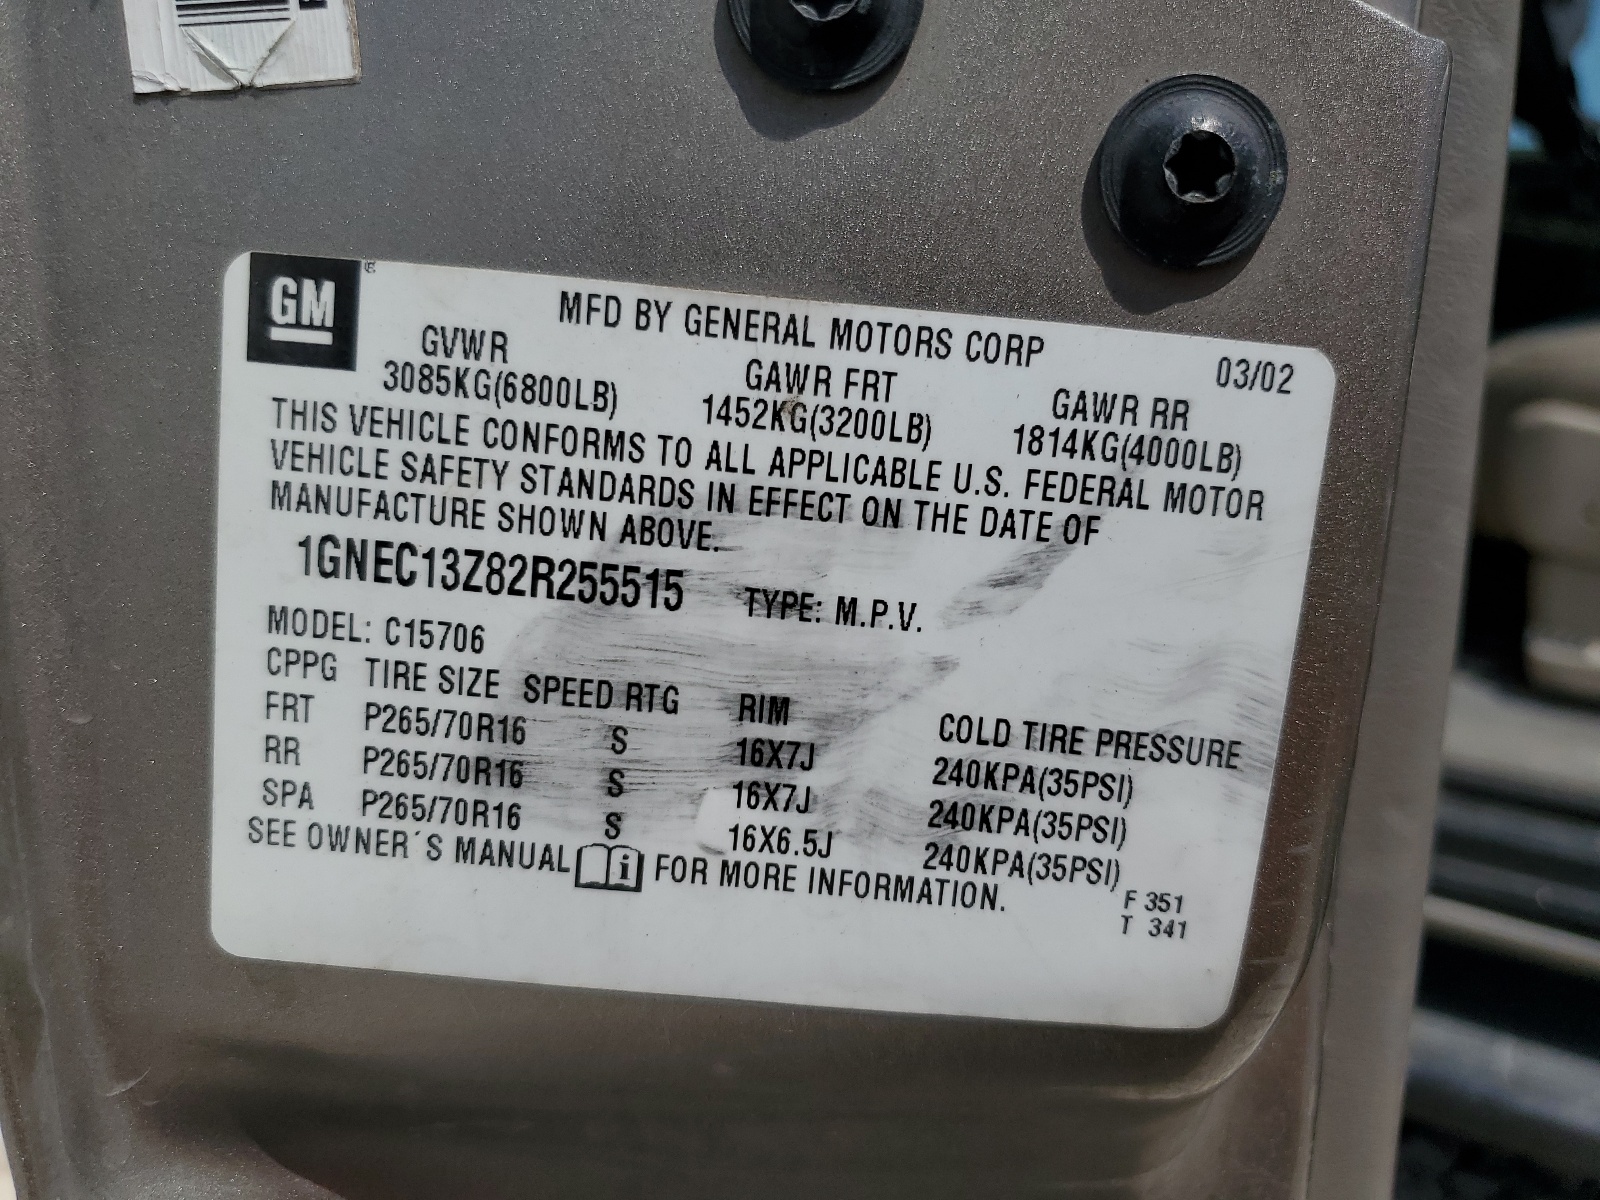 GM
MFD BY GENERAL MOTORS CORP 03/02
GVWR GAWR FRT GAWR RR
3085KG(6800LB) 1452KG(3200LB) 1814KG(4000LB)
THIS VEHICLE CONFORMS TO ALL APPLICABLE U.S. FEDERAL MOTOR
VEHICLE SAFETY STANDARDS IN EFFECT ON THE DATE OF
MANUFACTURE SHOWN ABOVE.
1GNEC13Z82R255515 TYPE: M.P.V.
MODEL: C15706
CPPG TIRE SIZE SPEED RTG RIM COLD TIRE PRESSURE
FRT P265/70R16 S 16X7J 240KPA(35PSI)
RR P265/70R16 S 16X7J 240KPA(35PSI)
SPA P265/70R16 S 16X6.5J 240KPA(35PSI)
SEE OWNER´S MANUAL i FOR MORE INFORMATION.
F 351
T 341